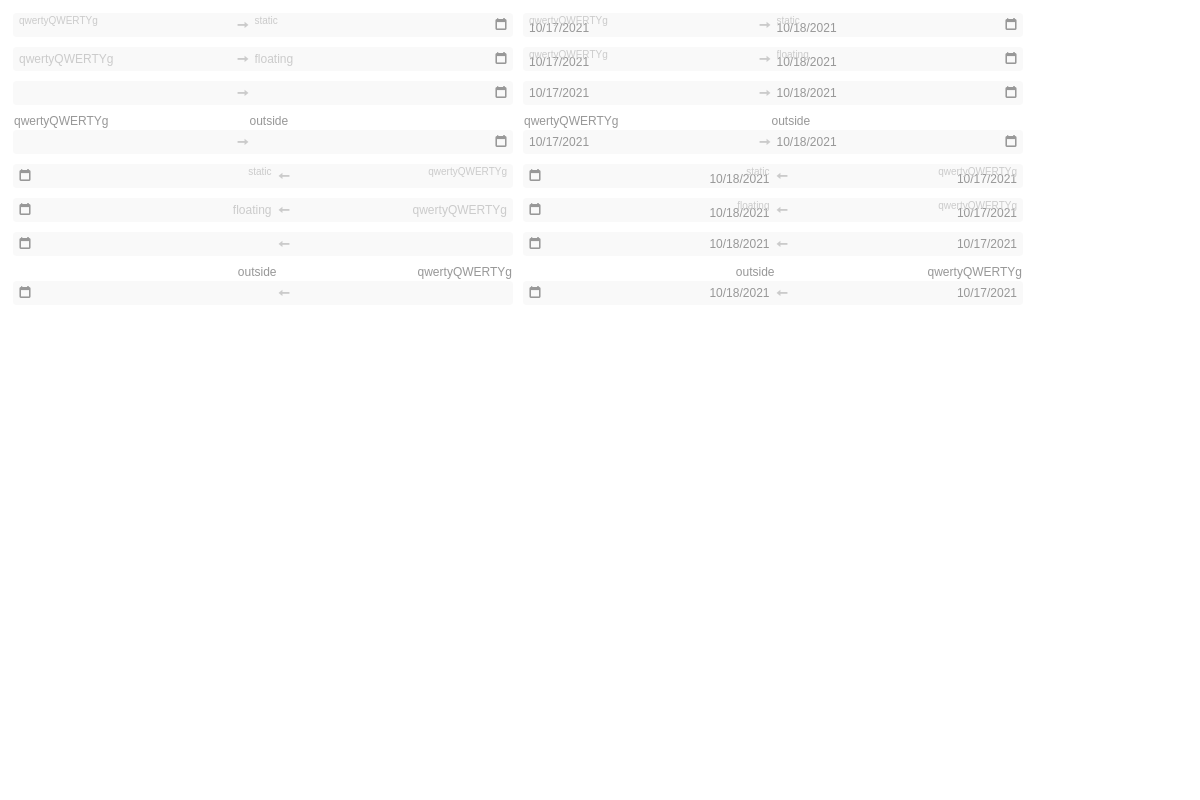 qwertyQWERTYg static qwertyQWERTYg static
10/17/2021 10/18/2021
qwertyQWERTYg floating qwertyQWERTYg floating
10/17/2021 10/18/2021
10/17/2021 10/18/2021
qwertyQWERTYg outside qwertyQWERTYg outside
10/17/2021 10/18/2021
static qwertyQWERTYg static qwertyQWERTYg
10/18/2021 10/17/2021
floating qwertyQWERTYg floating qwertyQWERTYg
10/18/2021 10/17/2021
10/18/2021 10/17/2021
outside qwertyQWERTYg outside qwertyQWERTYg
10/18/2021 10/17/2021